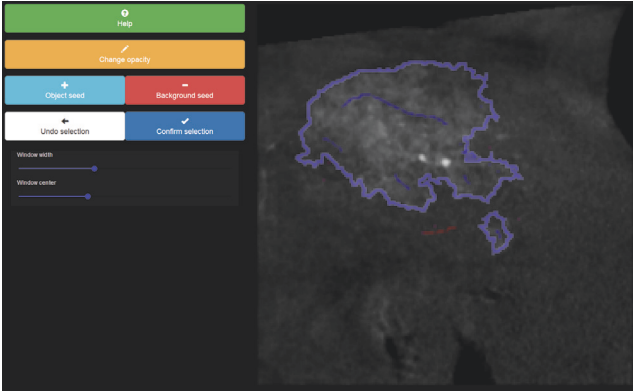 Help
Change opacity
Object seed
Background seed
Undo selection
Confirm selection
Window width
Window center